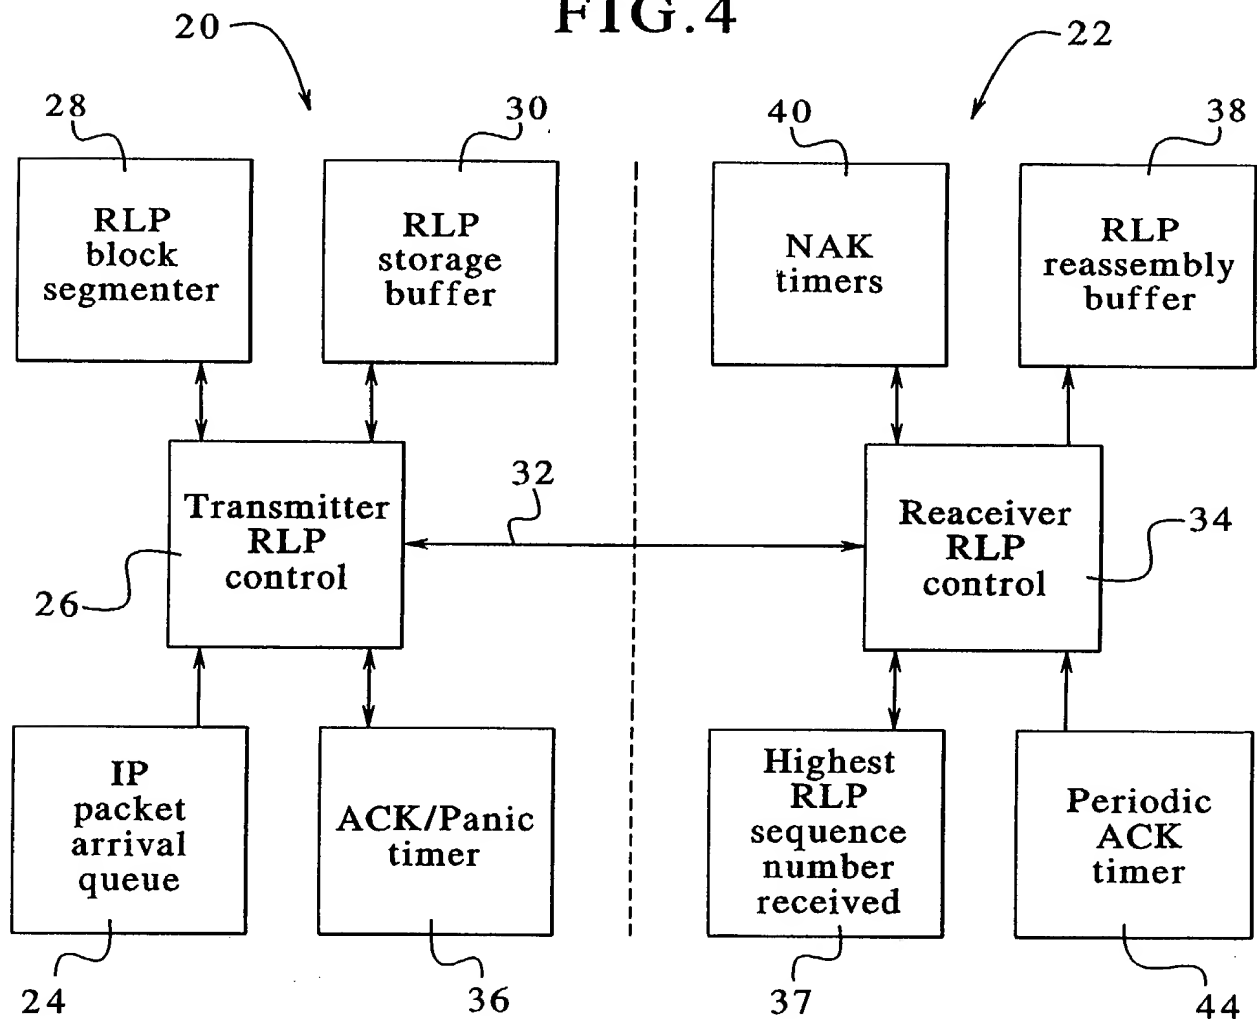 FIG.4
20
22
28
30
40
38
RLP
block
segmenter
RLP
storage
buffer
NAK
timers
RLP
reassembly
buffer
32
Transmitter
RLP
control
Reaceiver
RLP
control
34
26
IP
packet
arrival
queue
ACK/Panic
timer
Highest
RLP
sequence
number
received
Periodic
ACK
timer
24
36
37
44